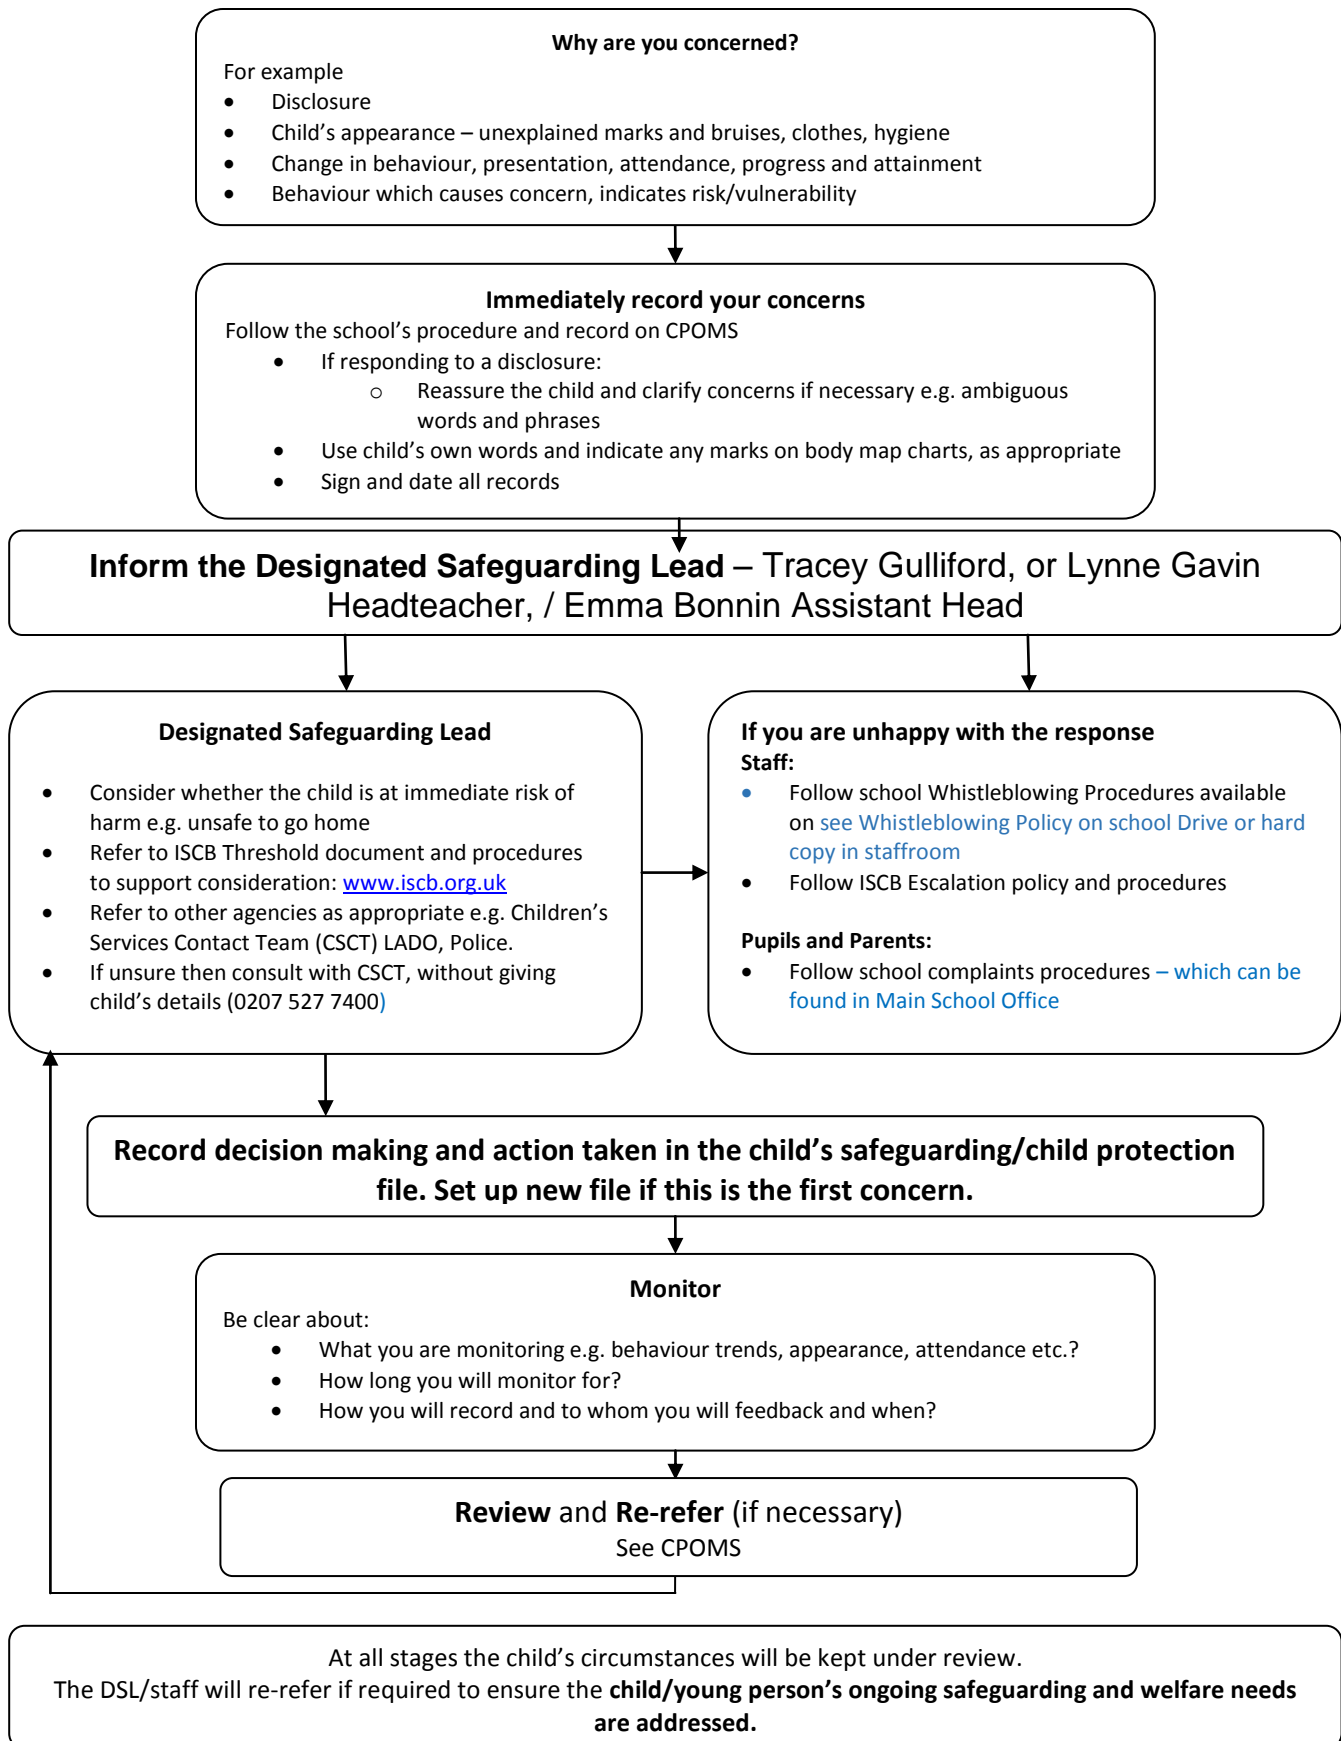 Why are you concerned?
For example
• Disclosure
• Child’s appearance – unexplained marks and bruises, clothes, hygiene
• Change in behaviour, presentation, attendance, progress and attainment
• Behaviour which causes concern, indicates risk/vulnerability
Immediately record your concerns
Follow the school’s procedure and record on CPOMS
• If responding to a disclosure:
o Reassure the child and clarify concerns if necessary e.g. ambiguous
words and phrases
• Use child’s own words and indicate any marks on body map charts, as appropriate
• Sign and date all records
Inform the Designated Safeguarding Lead – Tracey Gulliford, or Lynne Gavin
Headteacher, / Emma Bonnin Assistant Head
Designated Safeguarding Lead
• Consider whether the child is at immediate risk of
harm e.g. unsafe to go home
• Refer to ISCB Threshold document and procedures
to support consideration: www.iscb.org.uk
• Refer to other agencies as appropriate e.g. Children’s
Services Contact Team (CSCT) LADO, Police.
• If unsure then consult with CSCT, without giving
child’s details (0207 527 7400)
If you are unhappy with the response
Staff:
• Follow school Whistleblowing Procedures available
on see Whistleblowing Policy on school Drive or hard
copy in staffroom
• Follow ISCB Escalation policy and procedures
Pupils and Parents:
• Follow school complaints procedures – which can be
found in Main School Office
Record decision making and action taken in the child’s safeguarding/child protection
file. Set up new file if this is the first concern.
Monitor
Be clear about:
• What you are monitoring e.g. behaviour trends, appearance, attendance etc.?
• How long you will monitor for?
• How you will record and to whom you will feedback and when?
Review and Re-refer (if necessary)
See CPOMS
At all stages the child’s circumstances will be kept under review.
The DSL/staff will re-refer if required to ensure the child/young person’s ongoing safeguarding and welfare needs
are addressed.